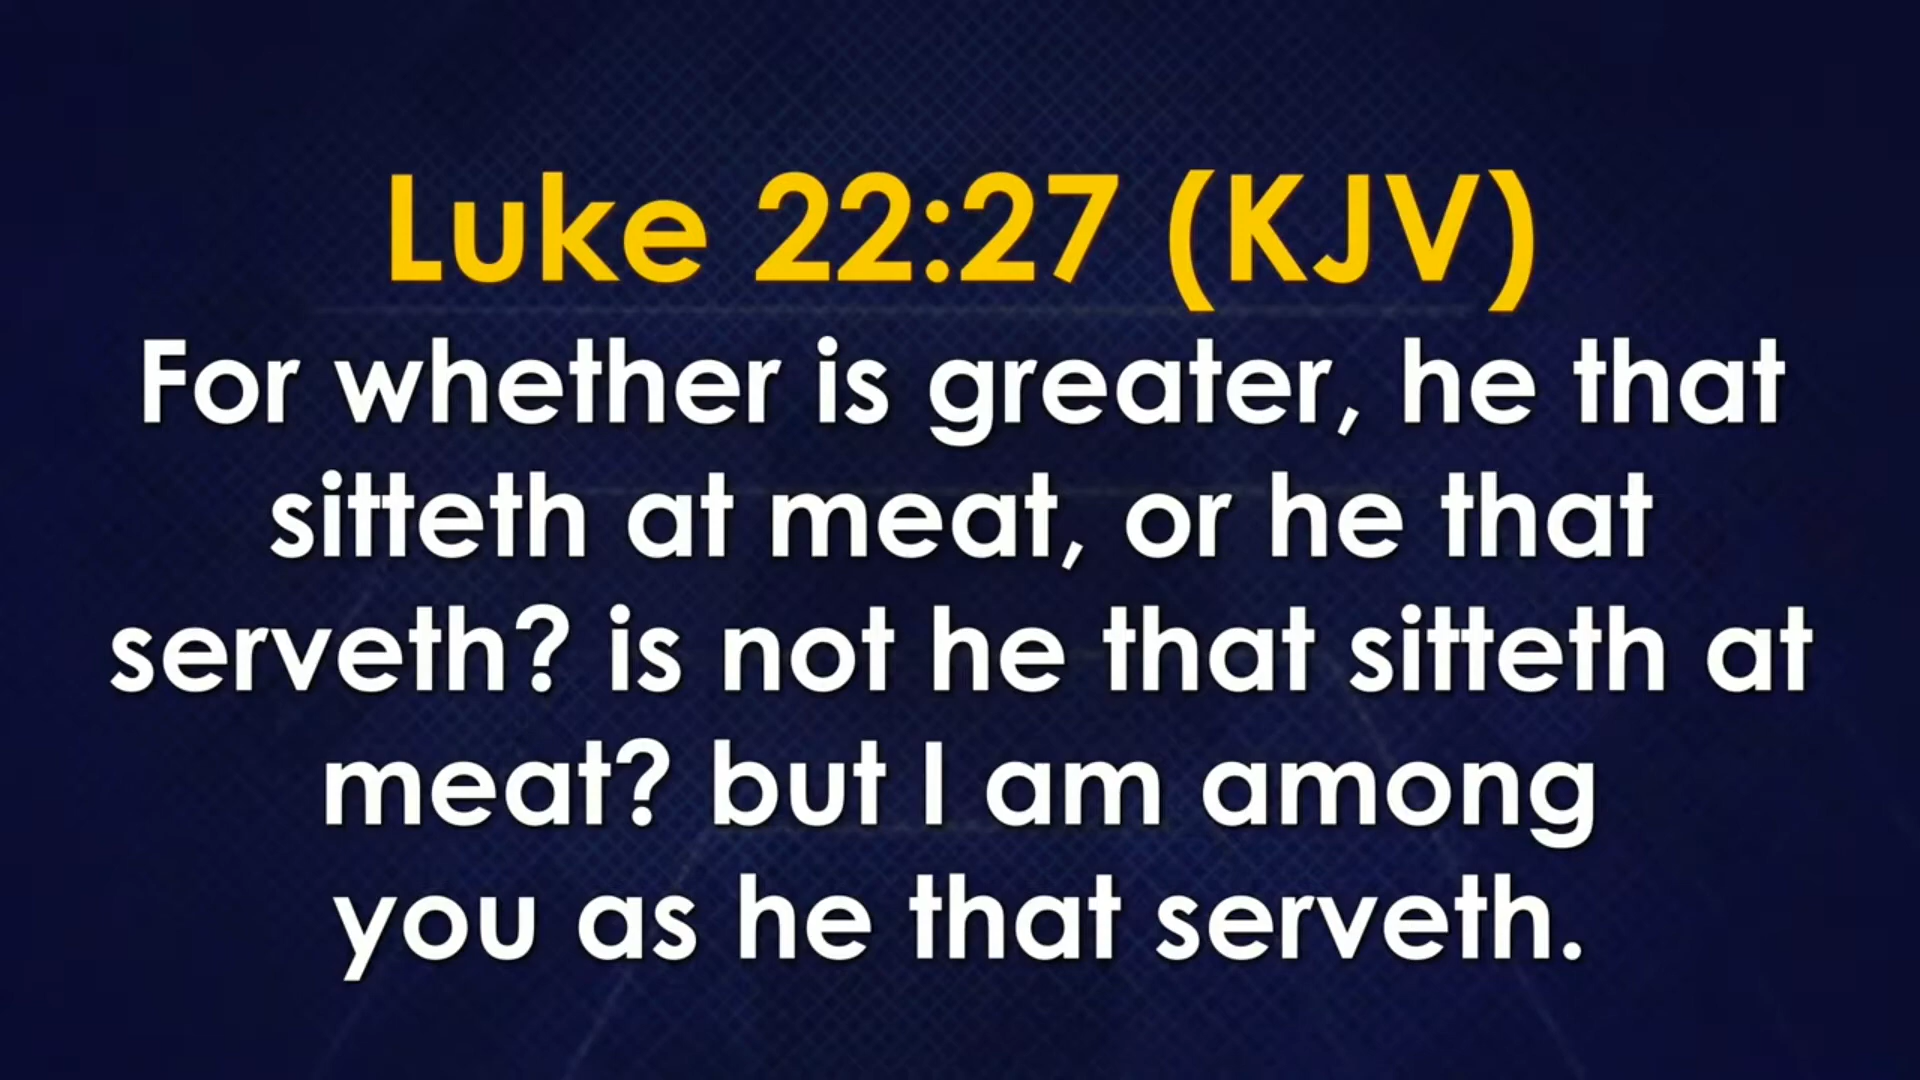 Luke 22:27 (KJV)
For whether is greater, he that
sitteth at meat, or he that
serveth? is not he that sitteth at
meat? but I am among
you as he that serveth.